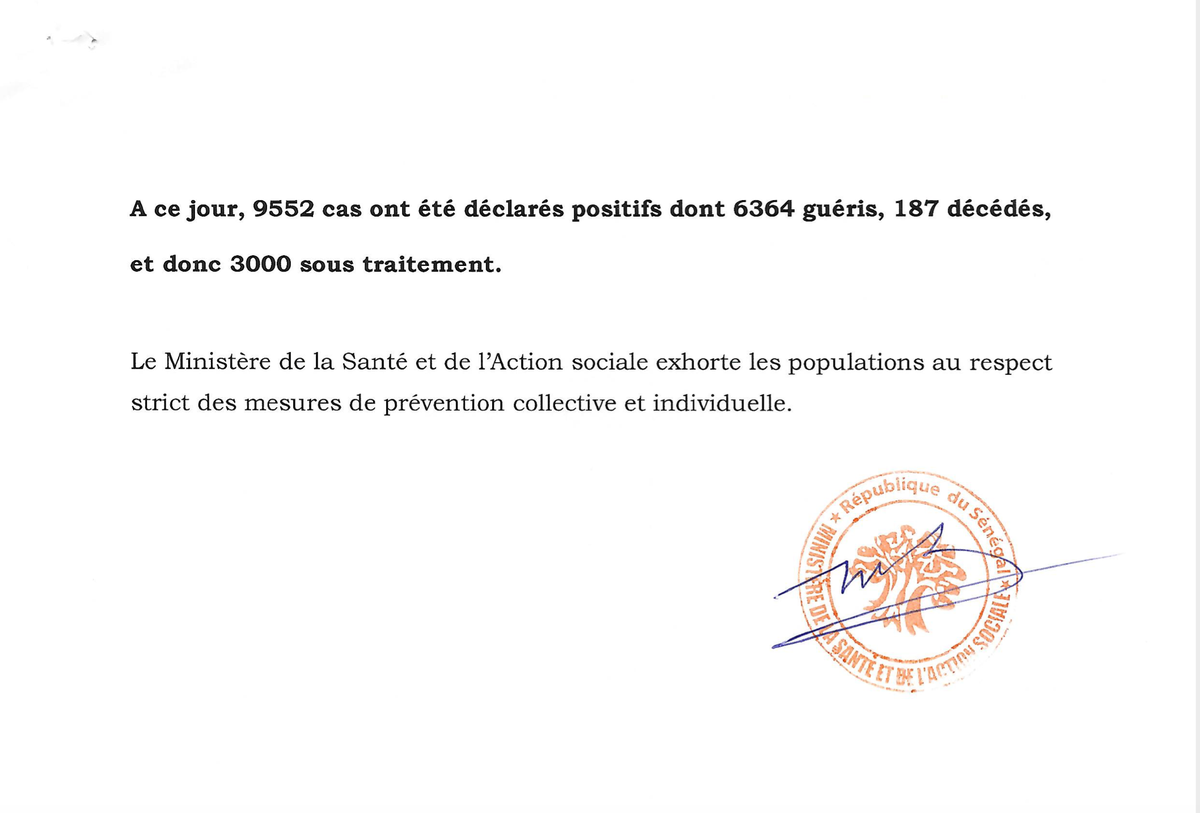 A ce jour, 9552 cas ont été déclarés positifs dont 6364 guéris, 187 décédés,
et donc 3000 sous traitement.
Le Ministère de la Santé et de l’Action sociale exhorte les populations au respect
strict des mesures de prévention collective et individuelle.
★ République du Sénégal ★
MINISTÈRE DE LA SANTÉ ET DE L'ACTION SOCIALE